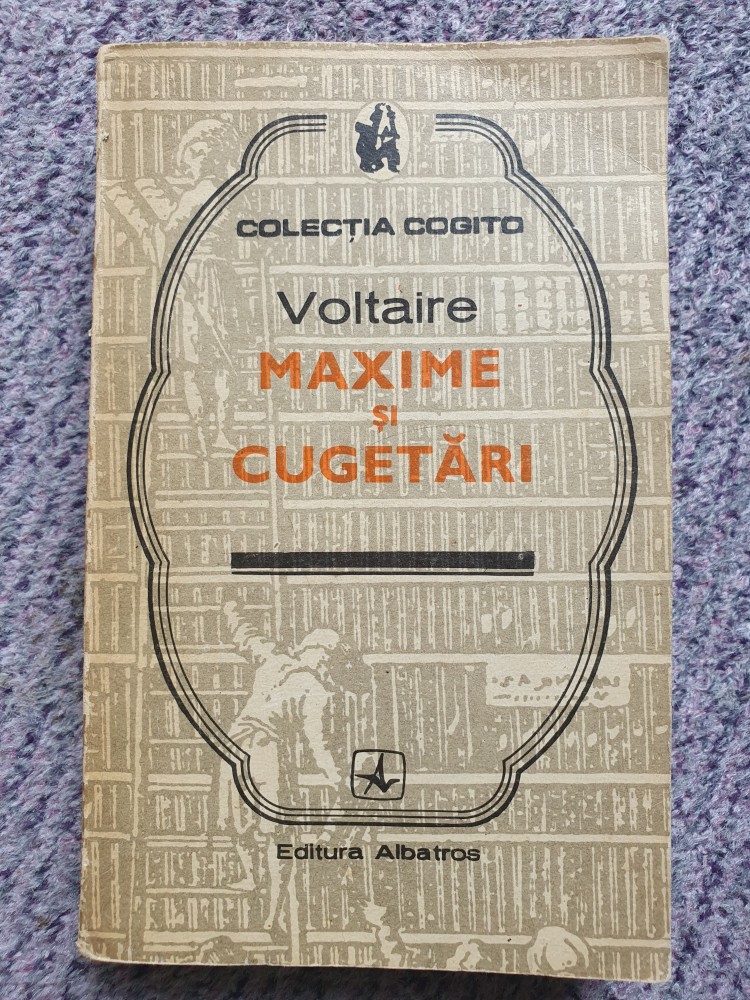 COLECȚIA COGITO
Voltaire
MAXIME
ȘI
CUGETĂRI
Editura Albatros